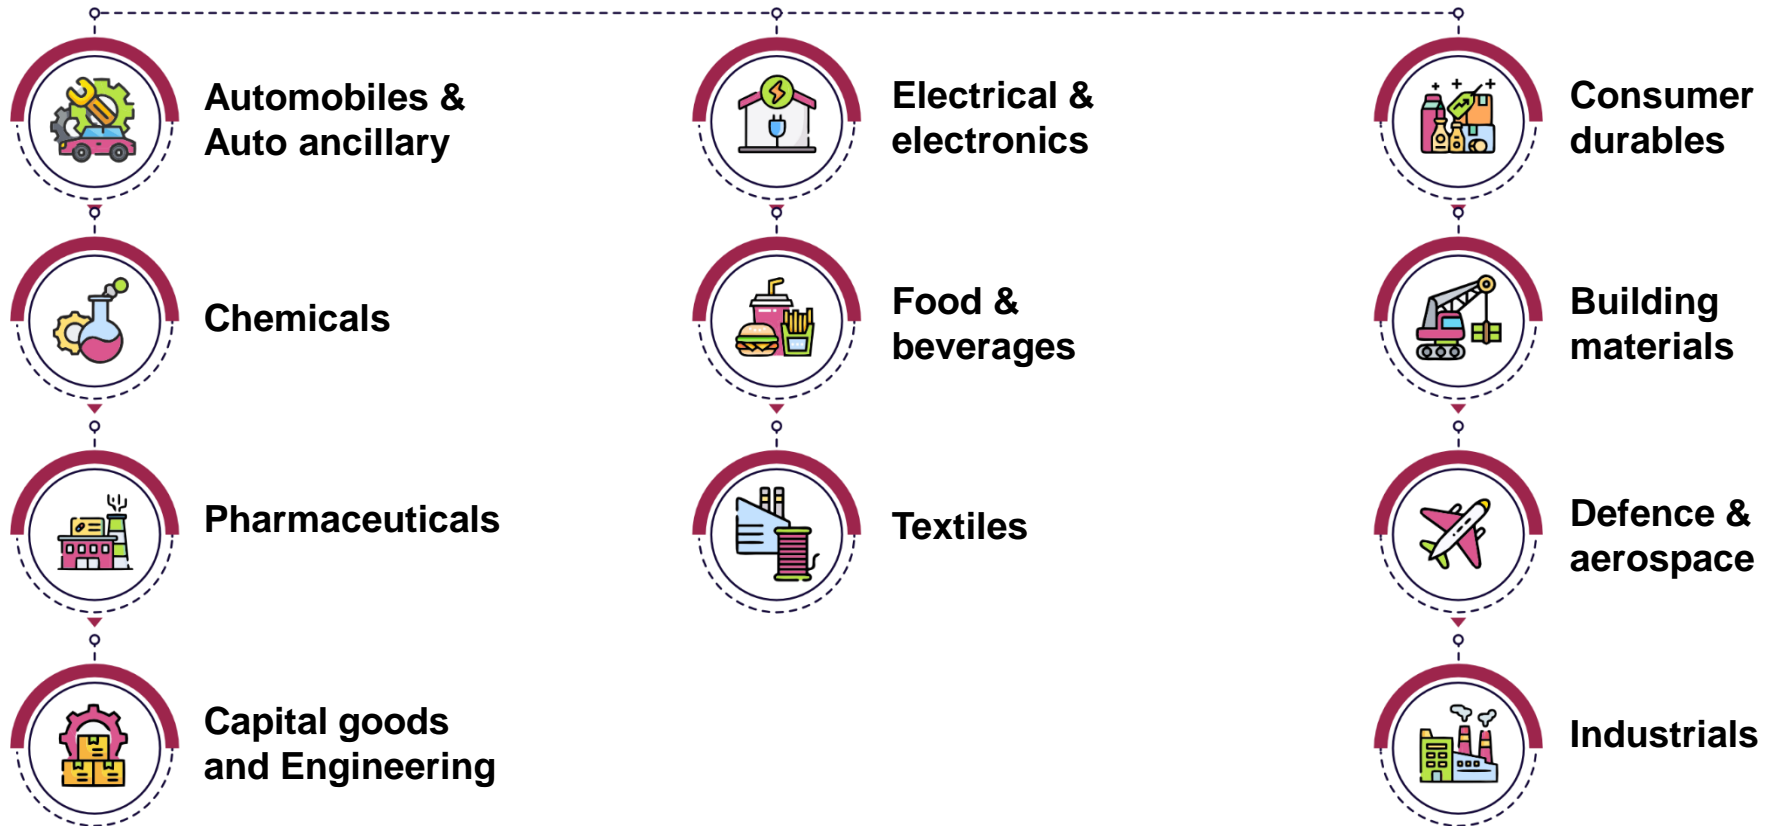 Automobiles &
Auto ancillary
Chemicals
Pharmaceuticals
Capital goods
and Engineering
Electrical &
electronics
Food &
beverages
Textiles
Consumer
durables
Building
materials
Defence &
aerospace
Industrials